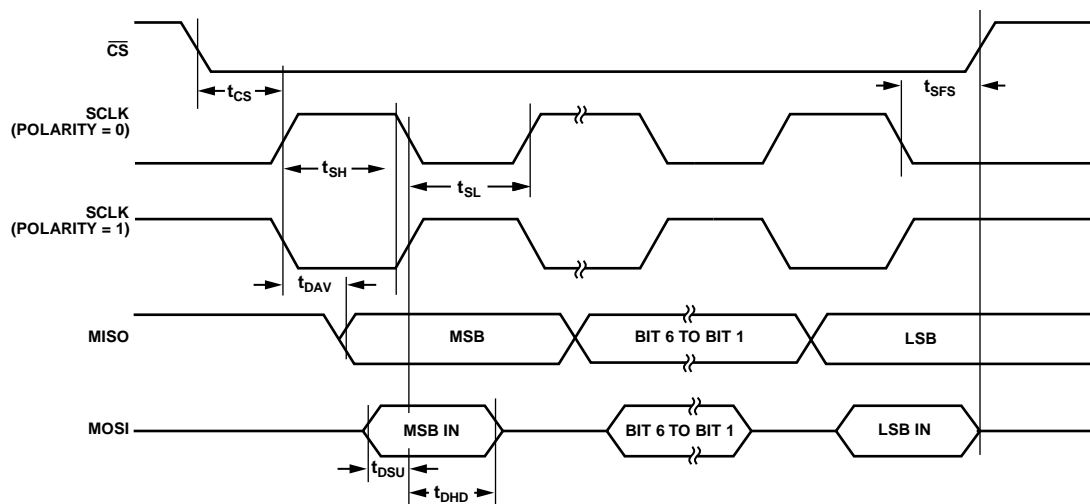 CS
tCS
tSFS
SCLK
(POLARITY = 0)
tSH
tSL
SCLK
(POLARITY = 1)
tDAV
MISO
MSB
BIT 6 TO BIT 1
LSB
MOSI
MSB IN
BIT 6 TO BIT 1
LSB IN
tDSU
tDHD